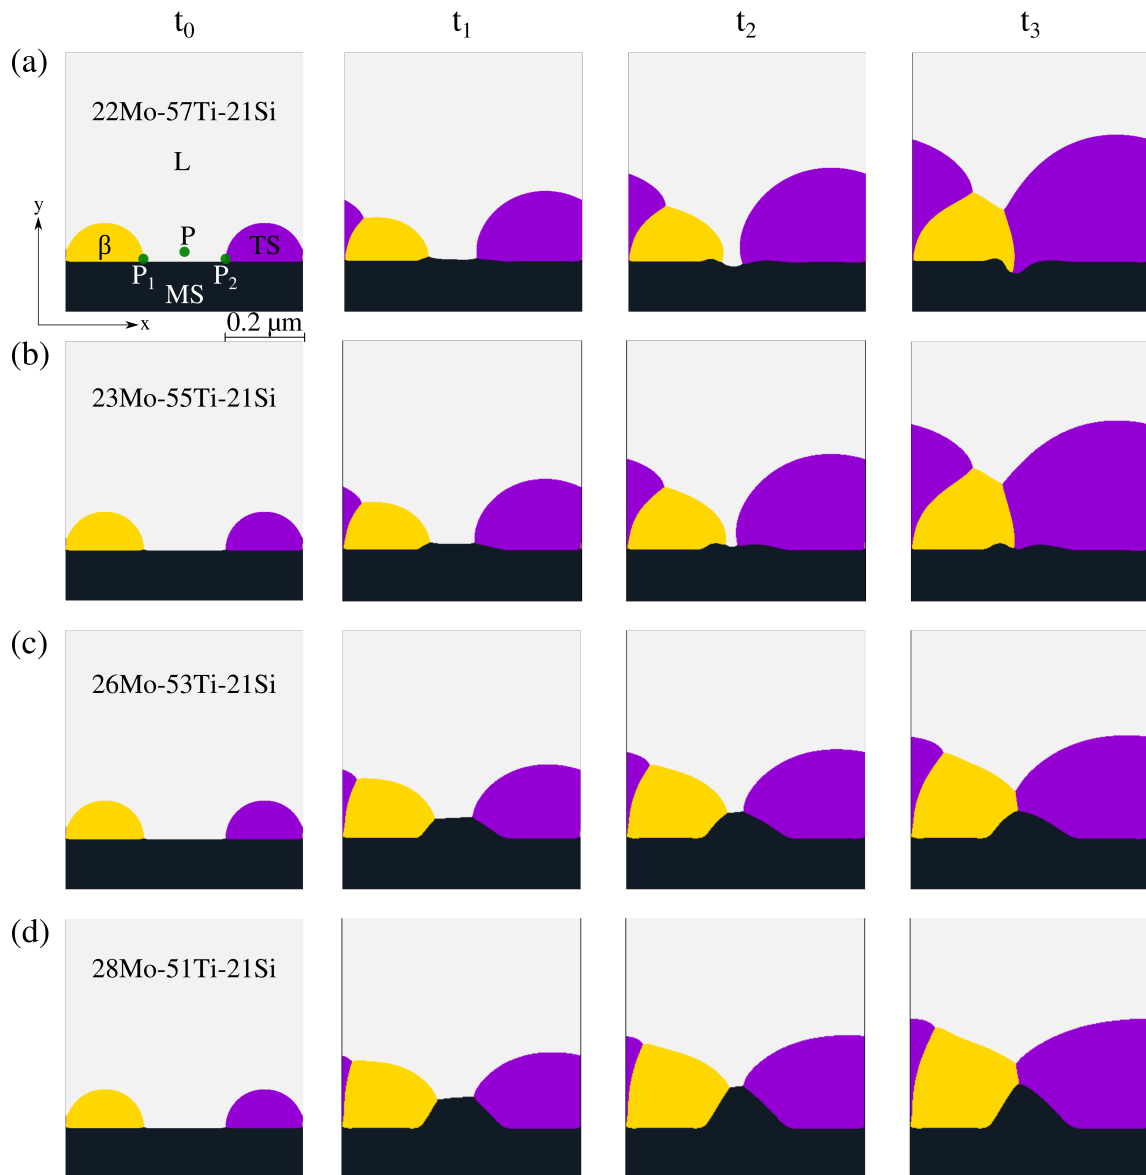 t₀ t₁ t₂ t₃
(a)
22Mo-57Ti-21Si
L
y
P
β TS
P₁ P₂
MS
x
0.2 μm
(b)
23Mo-55Ti-21Si
(c)
26Mo-53Ti-21Si
(d)
28Mo-51Ti-21Si